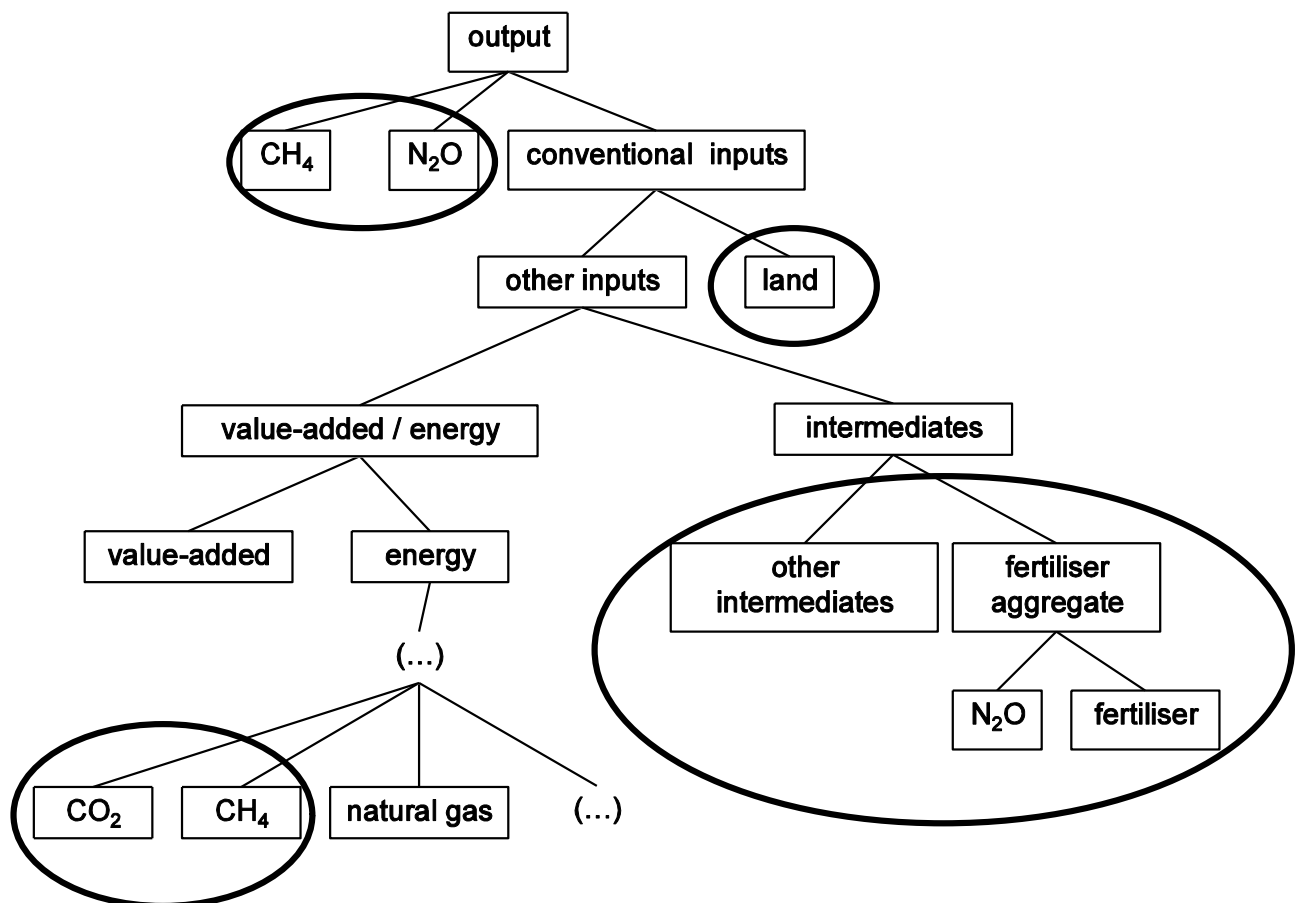 output
CH₄
N₂O
conventional inputs
other inputs
land
value-added / energy
intermediates
value-added
energy
other
intermediates
fertiliser
aggregate
(...)
N₂O
fertiliser
CO₂
CH₄
natural gas
(...)